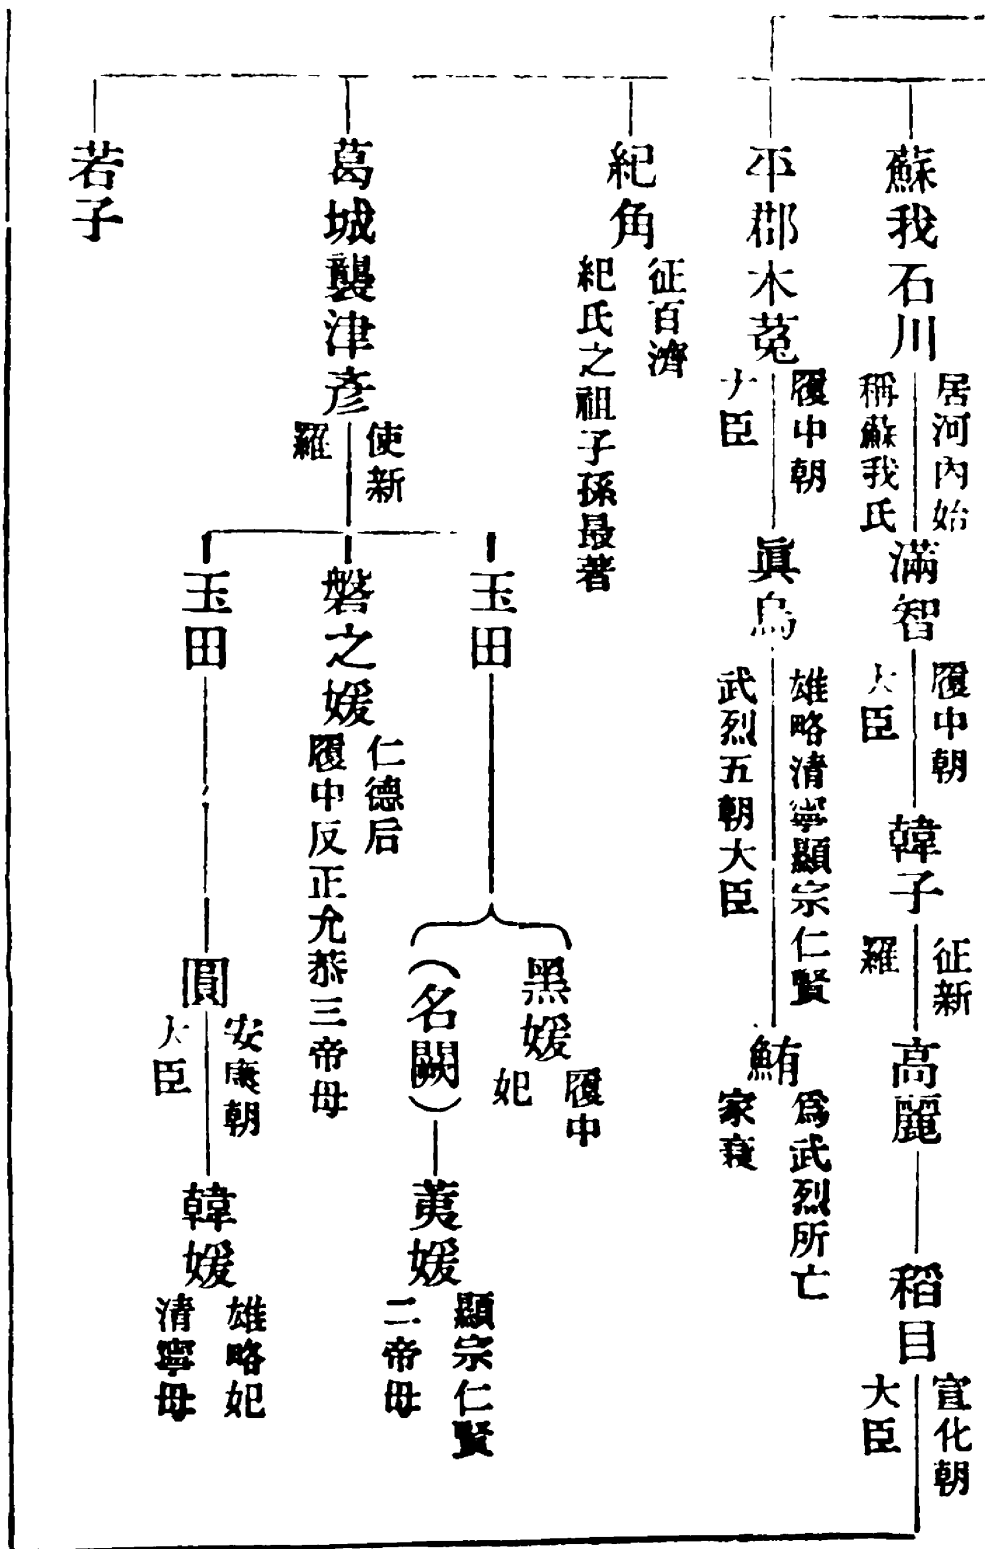 蘇我石川
居河內始
稱蘇我氏
滿智
履中朝
大臣
韓子
征新
羅
高麗
稻目
宣化朝
大臣
平郡木菟
履中朝
大臣
眞鳥
雄略清寧顯宗仁賢
武烈五朝大臣
鮪
爲武烈所亡
家衰
紀角
征百濟
紀氏之祖子孫最著
葛城襲津彥
使新
羅
玉田
黑媛
履中
妃
(名闕)
荑媛
顯宗仁賢
二帝母
磐之媛
仁德后
履中反正允恭三帝母
玉田
圓
安康朝
大臣
韓媛
雄略妃
清寧母
若子